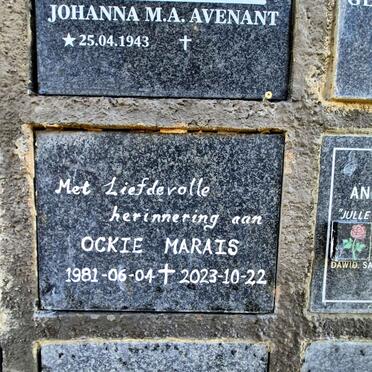 JOHANNA M.A. AVENANT
★25.04.1943 ✝
Met Liefdevolle
herinnering aan
OCKIE MARAIS
1981-06-04 ✝ 2023-10-22
AN
"JULLE
DAWID, SA